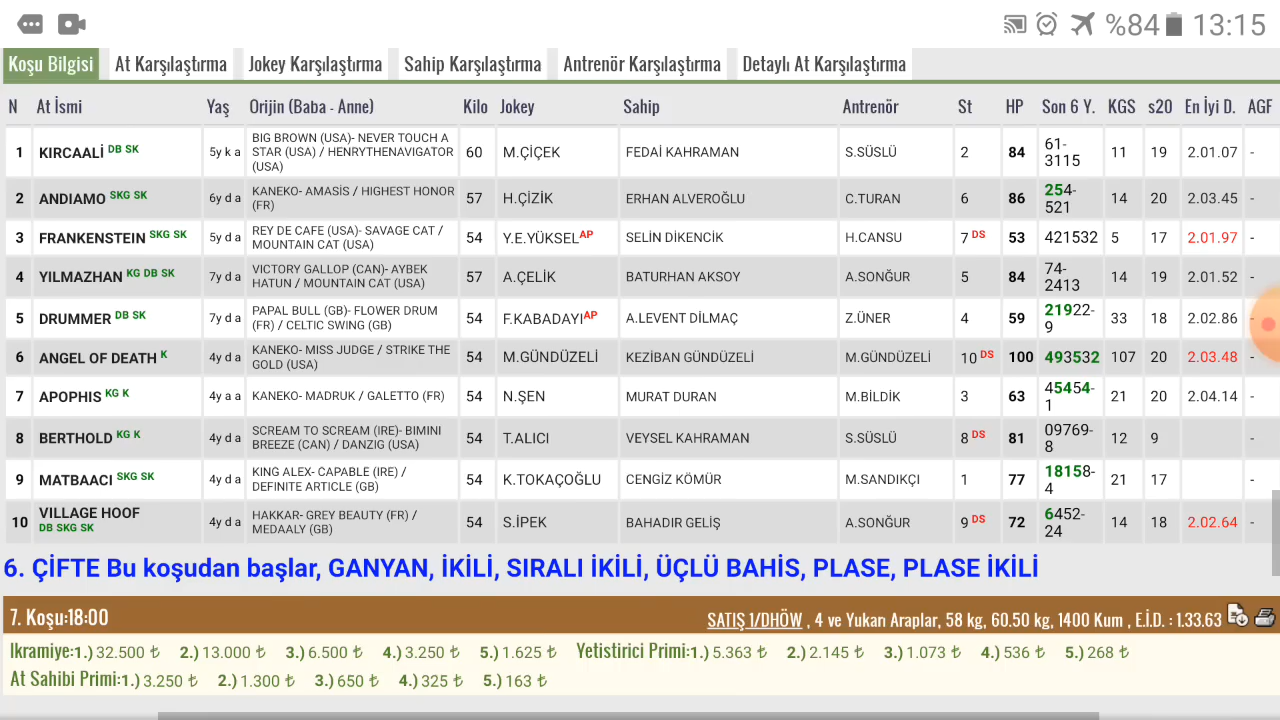 %84 13:15
Koşu Bilgisi At Karşılaştırma Jokey Karşılaştırma Sahip Karşılaştırma Antrenör Karşılaştırma Detaylı At Karşılaştırma
N At İsmi Yaş Orijin (Baba - Anne) Kilo Jokey Sahip Antrenör St HP Son 6 Y. KGS s20 En İyi D. AGF
1 KIRCAALİ DB SK 5y k a BIG BROWN (USA)- NEVER TOUCH A STAR (USA) / HENRYTHENAVIGATOR (USA) 60 M.ÇİÇEK FEDAİ KAHRAMAN S.SÜSLÜ 2 84 61-3115 11 19 2.01.07 -
2 ANDIAMO SKG SK 6y d a KANEKO- AMASİS / HIGHEST HONOR (FR) 57 H.ÇİZİK ERHAN ALVEROĞLU C.TURAN 6 86 254-521 14 20 2.03.45 -
3 FRANKENSTEIN SKG SK 5y d a REY DE CAFE (USA)- SAVAGE CAT / MOUNTAIN CAT (USA) 54 Y.E.YÜKSEL AP SELİN DİKENCİK H.CANSU 7 DS 53 421532 5 17 2.01.97 -
4 YILMAZHAN KG DB SK 7y d a VICTORY GALLOP (CAN)- AYBEK HATUN / MOUNTAIN CAT (USA) 57 A.ÇELİK BATURHAN AKSOY A.SONĞUR 5 84 74-2413 14 19 2.01.52 -
5 DRUMMER DB SK 7y d a PAPAL BULL (GB)- FLOWER DRUM (FR) / CELTIC SWING (GB) 54 F.KABADAYI AP A.LEVENT DİLMAÇ Z.ÜNER 4 59 21922-9 33 18 2.02.86 -
6 ANGEL OF DEATH K 4y d a KANEKO- MISS JUDGE / STRIKE THE GOLD (USA) 54 M.GÜNDÜZELİ KEZİBAN GÜNDÜZELİ M.GÜNDÜZELİ 10 DS 100 493532 107 20 2.03.48 -
7 APOPHIS KG K 4y a a KANEKO- MADRUK / GALETTO (FR) 54 N.ŞEN MURAT DURAN M.BİLDİK 3 63 45454-1 21 20 2.04.14 -
8 BERTHOLD KG K 4y d a SCREAM TO SCREAM (IRE)- BIMINI BREEZE (CAN) / DANZIG (USA) 54 T.ALICI VEYSEL KAHRAMAN S.SÜSLÜ 8 DS 81 09769-8 12 9 -
9 MATBAACI SKG SK 4y d a KING ALEX- CAPABLE (IRE) / DEFINITE ARTICLE (GB) 54 K.TOKAÇOĞLU CENGİZ KÖMÜR M.SANDIKÇI 1 77 18158-4 21 17 -
10 VILLAGE HOOF DB SKG SK 4y d a HAKKAR- GREY BEAUTY (FR) / MEDAALY (GB) 54 S.İPEK BAHADIR GELİŞ A.SONĞUR 9 DS 72 6452-24 14 18 2.02.64 -
6. ÇİFTE Bu koşudan başlar, GANYAN, İKİLİ, SIRALI İKİLİ, ÜÇLÜ BAHİS, PLASE, PLASE İKİLİ
7. Koşu:18:00 SATIŞ 1/DHÖW , 4 ve Yukarı Araplar, 58 kg, 60.50 kg, 1400 Kum , E.İ.D. : 1.33.63
Ikramiye:1.) 32.500 ₺ 2.) 13.000 ₺ 3.) 6.500 ₺ 4.) 3.250 ₺ 5.) 1.625 ₺ Yetistirici Primi:1.) 5.363 ₺ 2.) 2.145 ₺ 3.) 1.073 ₺ 4.) 536 ₺ 5.) 268 ₺
At Sahibi Primi:1.) 3.250 ₺ 2.) 1.300 ₺ 3.) 650 ₺ 4.) 325 ₺ 5.) 163 ₺